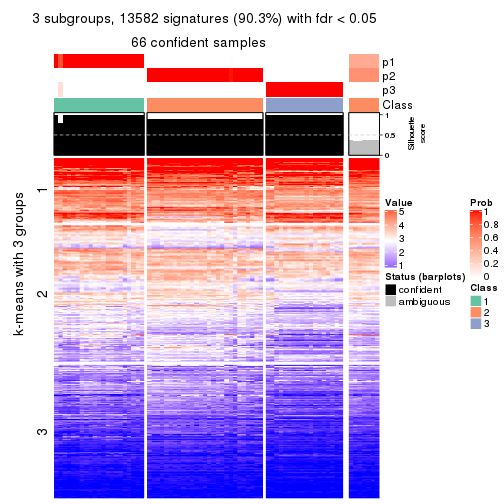 3 subgroups, 13582 signatures (90.3%) with fdr < 0.05
66 confident samples
p1
p2
p3
Class
1
0.5
0
Silhouette
score
k-means with 3 groups
1
2
3
Value
5
4
3
2
1
Status (barplots)
confident
ambiguous
Prob
1
0.8
0.6
0.4
0.2
0
Class
1
2
3